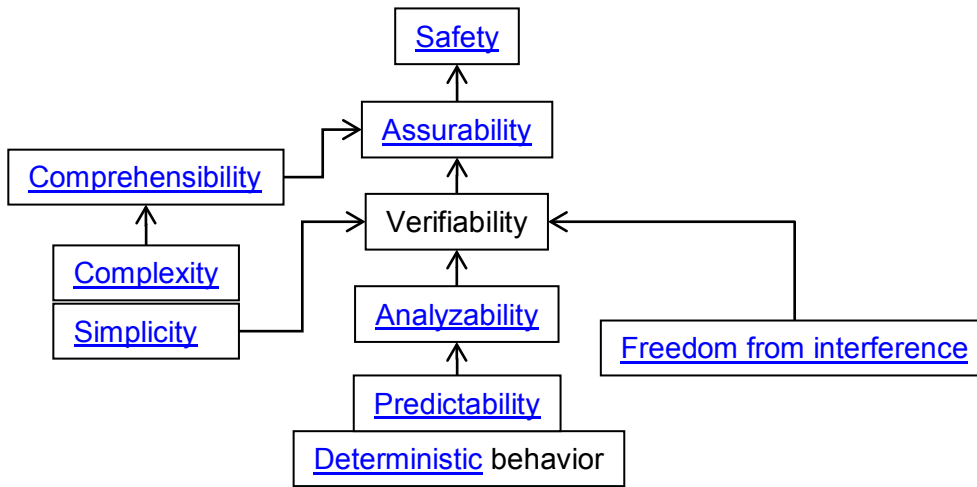 Safety
Assurability
Comprehensibility
Verifiability
Complexity
Simplicity
Analyzability
Freedom from interference
Predictability
Deterministic behavior